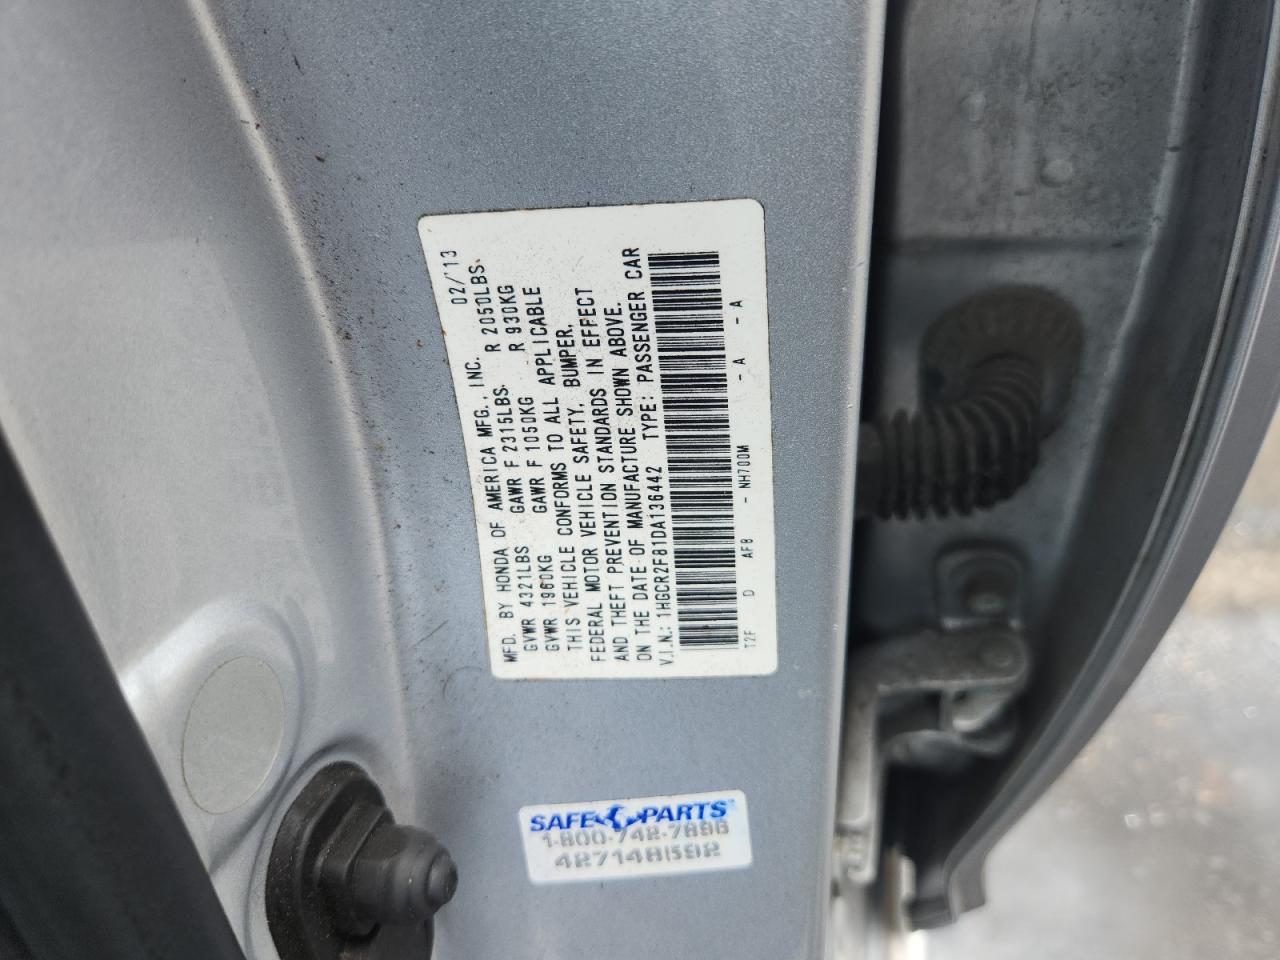 MFD. BY HONDA OF AMERICA MFG., INC. 02/'13
GVWR 4321LBS GAWR F 2315LBS. R 2050LBS.
GVWR 1960KG GAWR F 1050KG R 930KG
THIS VEHICLE CONFORMS TO ALL APPLICABLE
FEDERAL MOTOR VEHICLE SAFETY, BUMPER,
AND THEFT PREVENTION STANDARDS IN EFFECT
ON THE DATE OF MANUFACTURE SHOWN ABOVE.
V.I.N.: 1HGCR2F81DA136442 TYPE: PASSENGER CAR
T2F D AF8 - NH700M - A - A
SAFE PARTS
1-800-742-7896
427148592